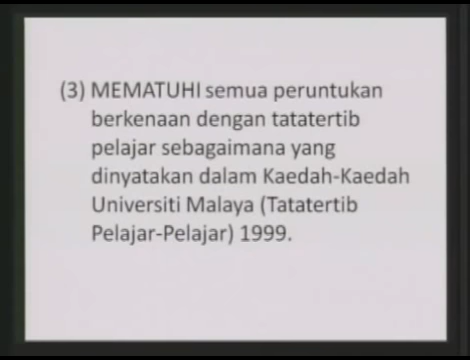 (3) MEMATUHI semua peruntukan
berkenaan dengan tatatertib
pelajar sebagaimana yang
dinyatakan dalam Kaedah-Kaedah
Universiti Malaya (Tatatertib
Pelajar-Pelajar) 1999.